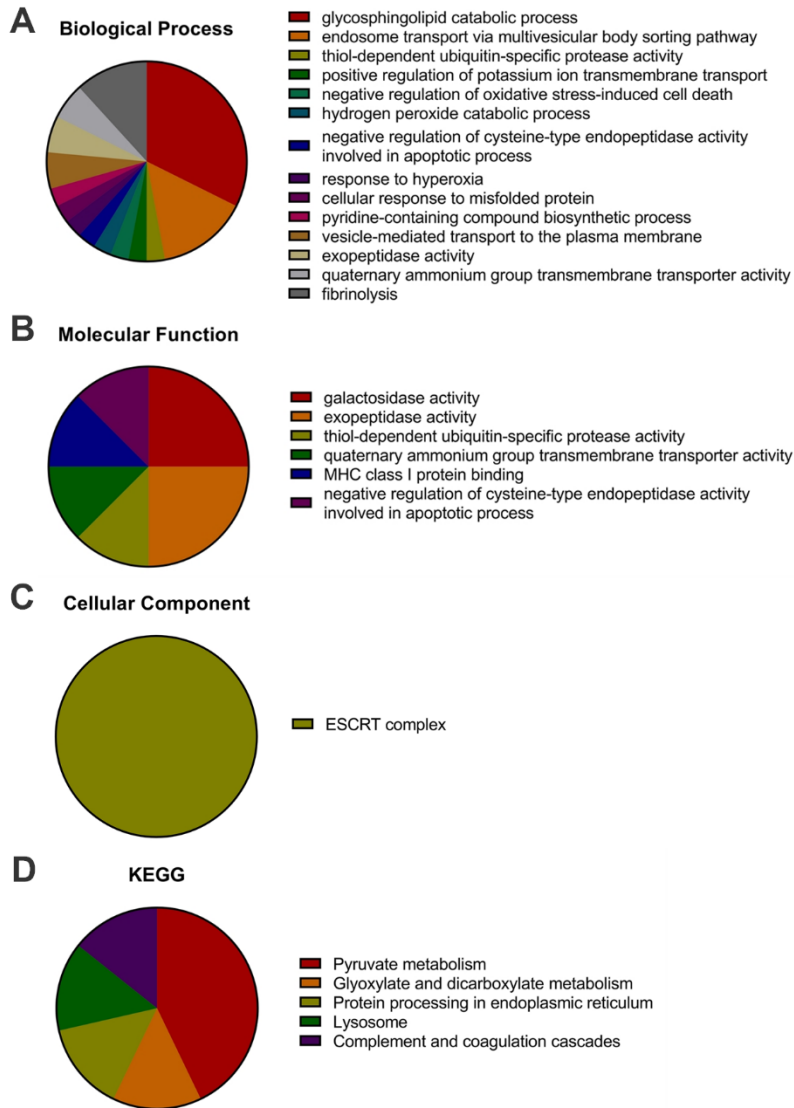 A
Biological Process
glycosphingolipid catabolic process
endosome transport via multivesicular body sorting pathway
thiol-dependent ubiquitin-specific protease activity
positive regulation of potassium ion transmembrane transport
negative regulation of oxidative stress-induced cell death
hydrogen peroxide catabolic process
negative regulation of cysteine-type endopeptidase activity
involved in apoptotic process
response to hyperoxia
cellular response to misfolded protein
pyridine-containing compound biosynthetic process
vesicle-mediated transport to the plasma membrane
exopeptidase activity
quaternary ammonium group transmembrane transporter activity
fibrinolysis
B
Molecular Function
galactosidase activity
exopeptidase activity
thiol-dependent ubiquitin-specific protease activity
quaternary ammonium group transmembrane transporter activity
MHC class I protein binding
negative regulation of cysteine-type endopeptidase activity
involved in apoptotic process
C
Cellular Component
ESCRT complex
D
KEGG
Pyruvate metabolism
Glyoxylate and dicarboxylate metabolism
Protein processing in endoplasmic reticulum
Lysosome
Complement and coagulation cascades